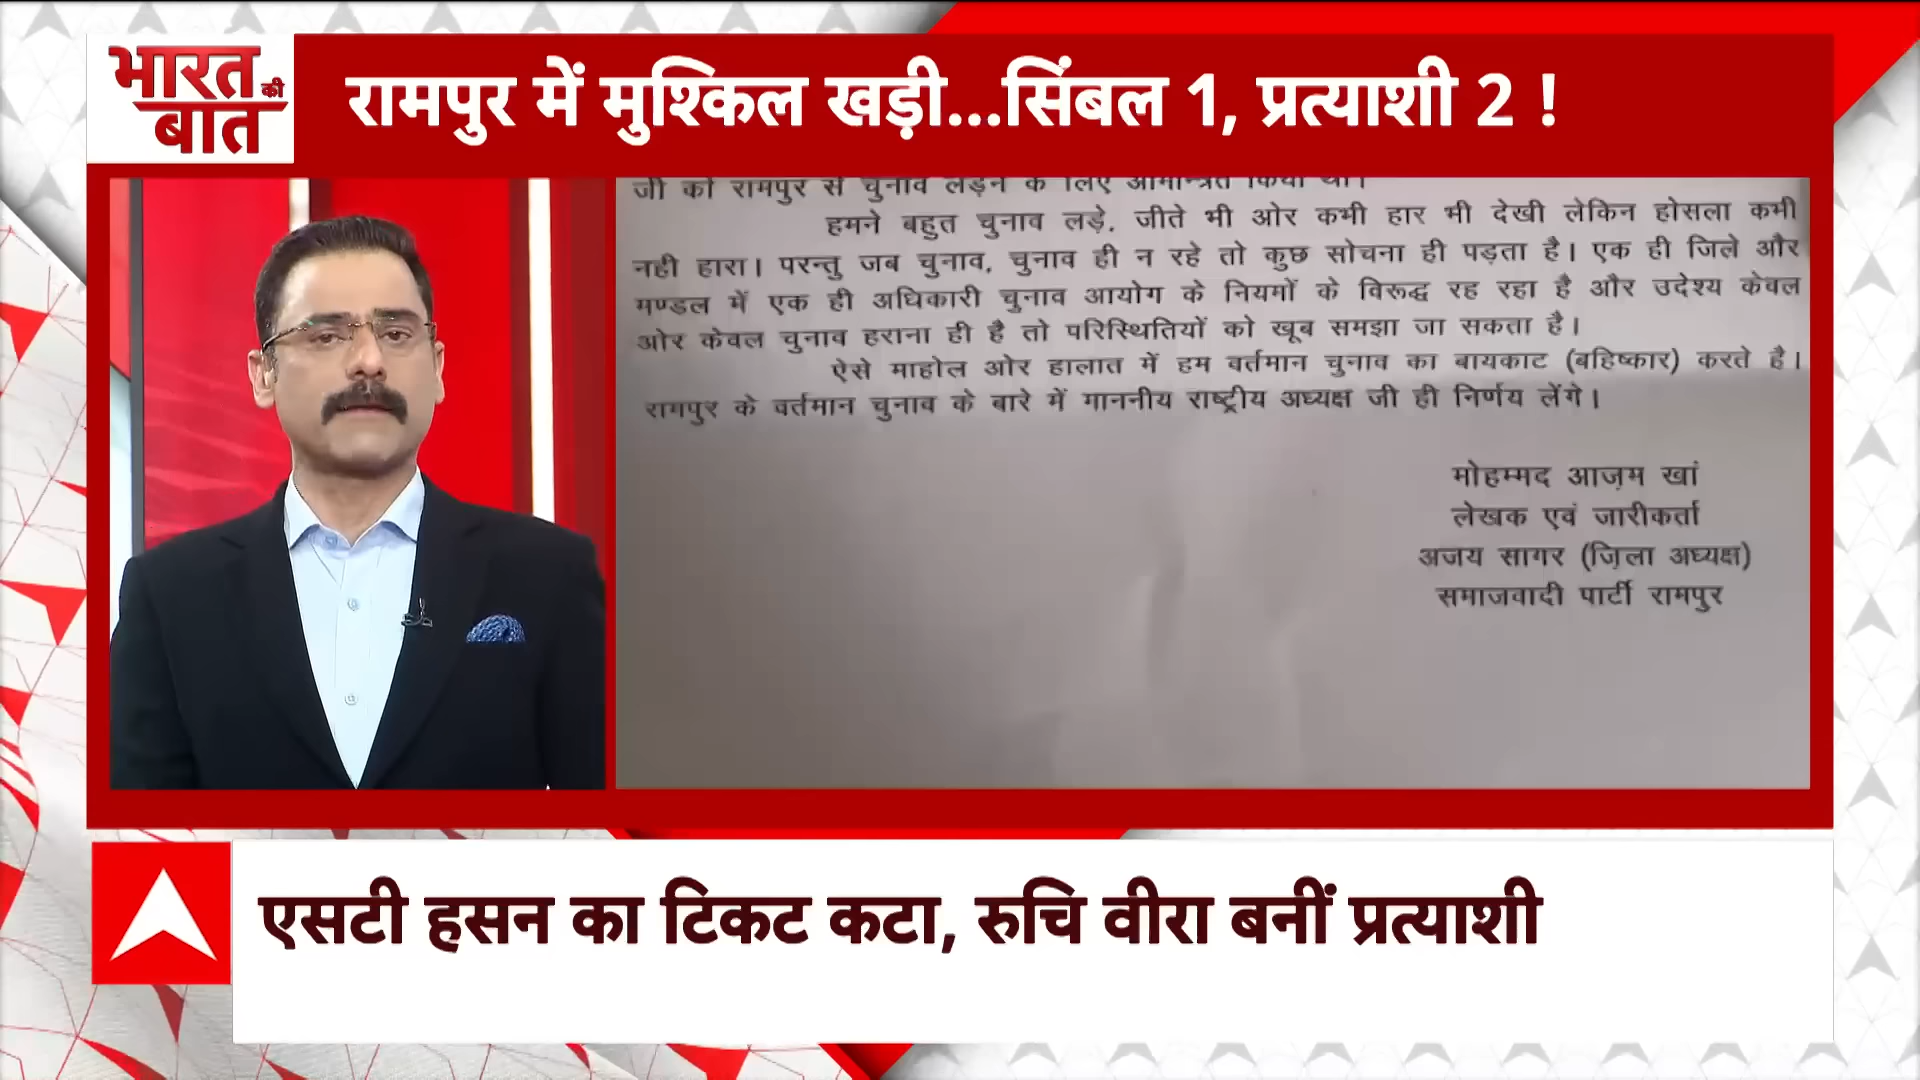 भारत की बात
रामपुर में मुश्किल खड़ी...सिंबल 1, प्रत्याशी 2 !
जी को रामपुर से चुनाव लड़ने के लिए आमन्त्रित किया था।
हमने बहुत चुनाव लड़े. जीते भी ओर कभी हार भी देखी लेकिन होसला कभी
नही हारा। परन्तु जब चुनाव, चुनाव ही न रहे तो कुछ सोचना ही पड़ता है। एक ही जिले और
मण्डल में एक ही अधिकारी चुनाव आयोग के नियमों के विरूद्ध रह रहा है और उदेश्य केवल
ओर केवल चुनाव हराना ही है तो परिस्थितियों को खूब समझा जा सकता है।
ऐसे माहोल ओर हालात में हम वर्तमान चुनाव का बायकाट (बहिष्कार) करते है।
रामपुर के वर्तमान चुनाव के बारे में माननीय राष्ट्रीय अध्यक्ष जी ही निर्णय लेंगे।
मोहम्मद आज़म खां
लेखक एवं जारीकर्ता
अजय सागर (ज़िला अध्यक्ष)
समाजवादी पार्टी रामपुर
एसटी हसन का टिकट कटा, रुचि वीरा बनीं प्रत्याशी